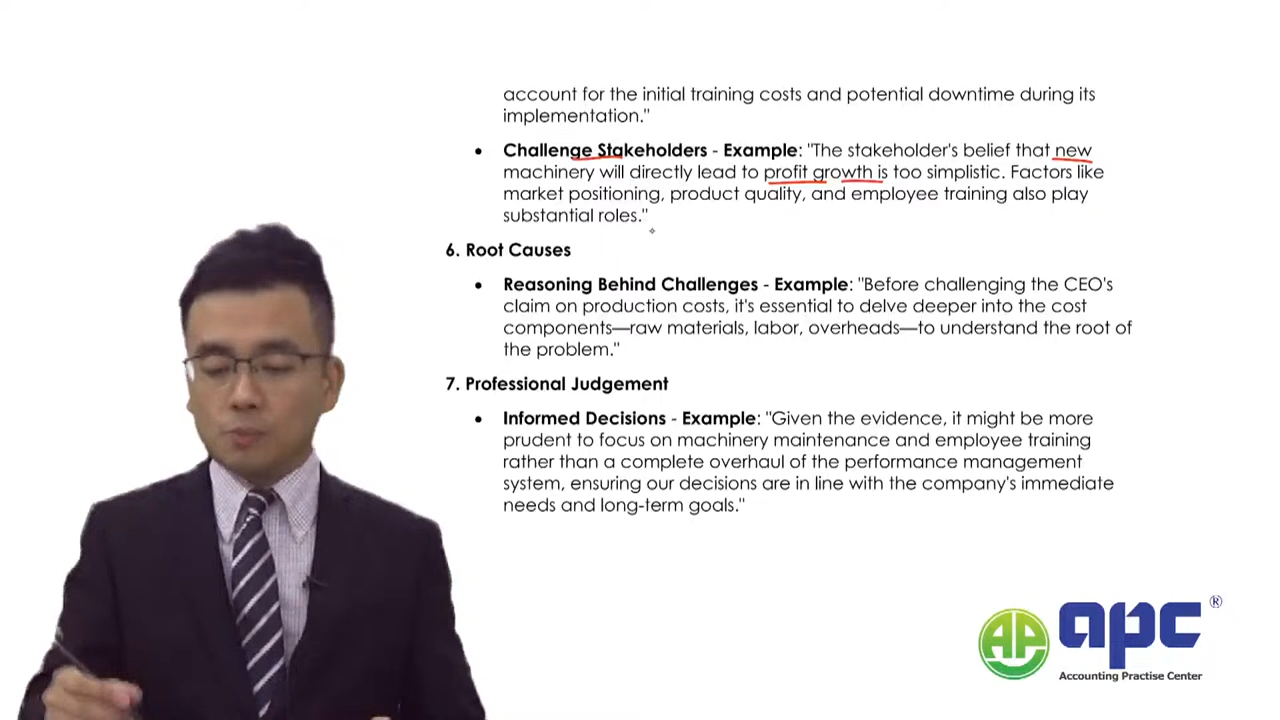 account for the initial training costs and potential downtime during its
implementation."
• Challenge Stakeholders - Example: "The stakeholder's belief that new
machinery will directly lead to profit growth is too simplistic. Factors like
market positioning, product quality, and employee training also play
substantial roles."
6. Root Causes
• Reasoning Behind Challenges - Example: "Before challenging the CEO's
claim on production costs, it's essential to delve deeper into the cost
components—raw materials, labor, overheads—to understand the root of
the problem."
7. Professional Judgement
• Informed Decisions - Example: "Given the evidence, it might be more
prudent to focus on machinery maintenance and employee training
rather than a complete overhaul of the performance management
system, ensuring our decisions are in line with the company's immediate
needs and long-term goals."
AP apc ®
Accounting Practise Center